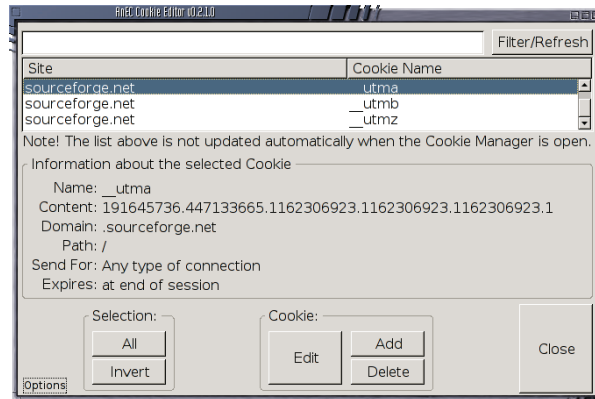 AnEC Cookie Editor v0.2.1.0
Filter/Refresh
Site Cookie Name
sourceforge.net __utma
sourceforge.net __utmb
sourceforge.net __utmz
Note! The list above is not updated automatically when the Cookie Manager is open.
Information about the selected Cookie
Name: __utma
Content: 191645736.447133665.1162306923.1162306923.1162306923.1
Domain: .sourceforge.net
Path: /
Send For: Any type of connection
Expires: at end of session
Selection: Cookie:
All Edit Add Close
Invert Delete
Options